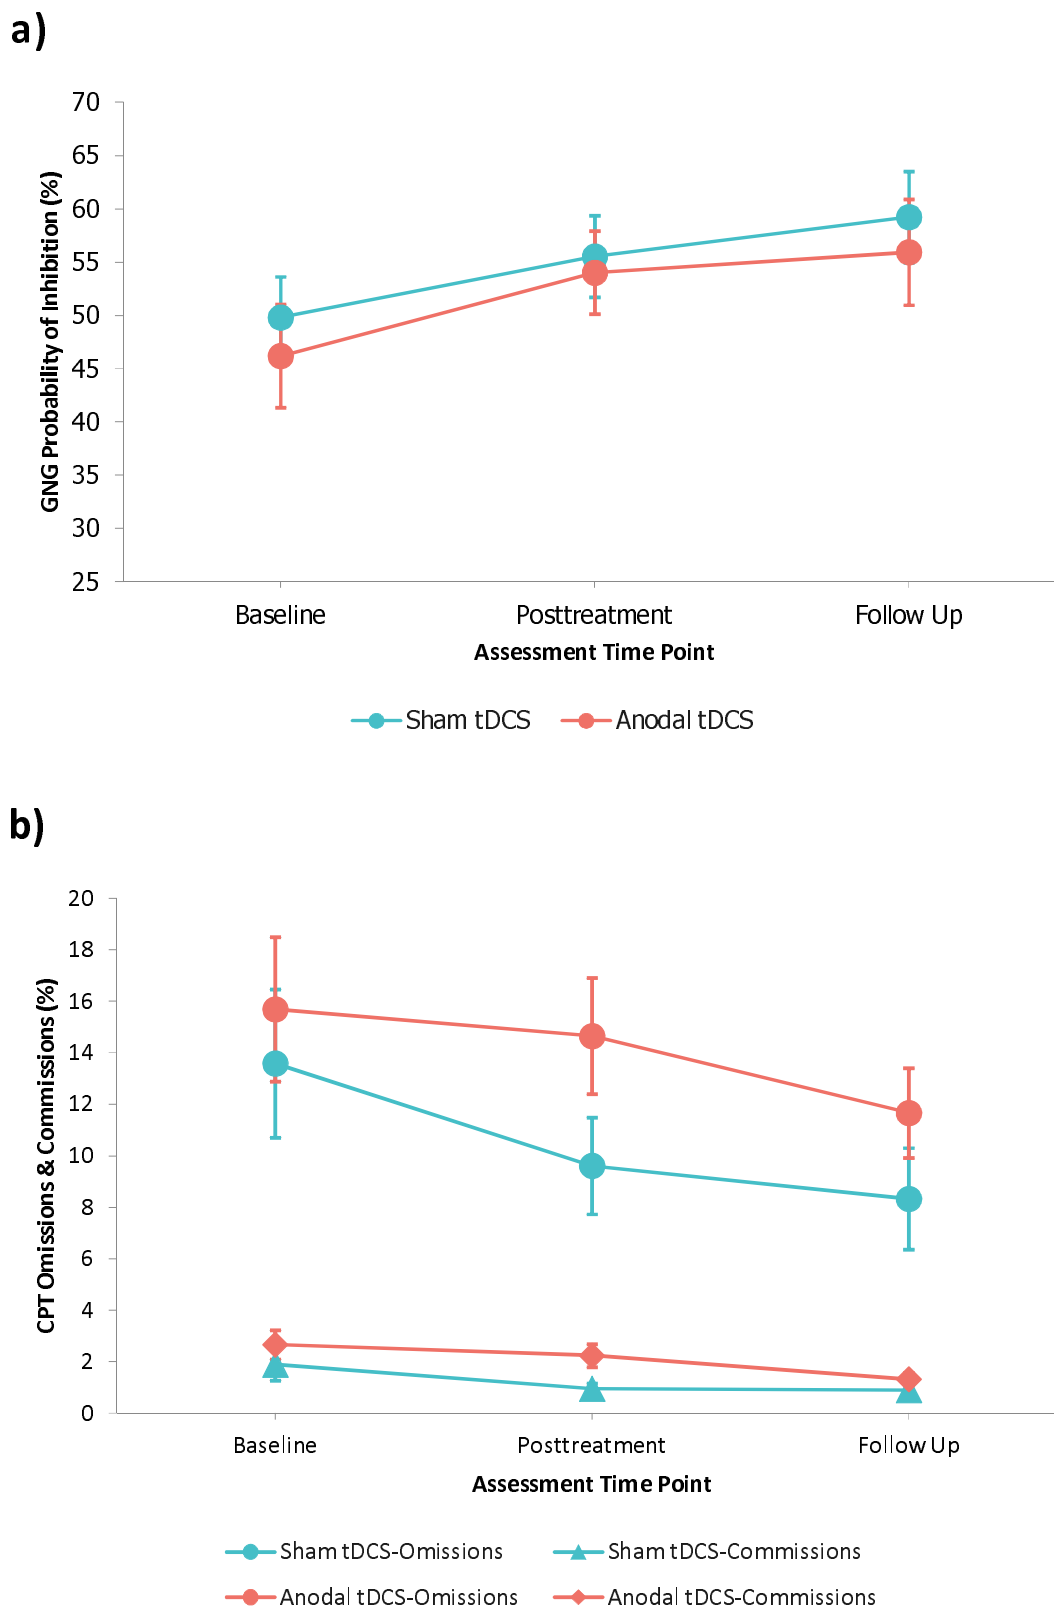 a)
70
65
60
55
50
45
40
35
30
25
GNG Probability of Inhibition (%)
Baseline Posttreatment Follow Up
Assessment Time Point
Sham tDCS Anodal tDCS
b)
20
18
16
14
12
10
8
6
4
2
0
CPT Omissions & Commissions (%)
Baseline Posttreatment Follow Up
Assessment Time Point
Sham tDCS-Omissions Sham tDCS-Commissions
Anodal tDCS-Omissions Anodal tDCS-Commissions